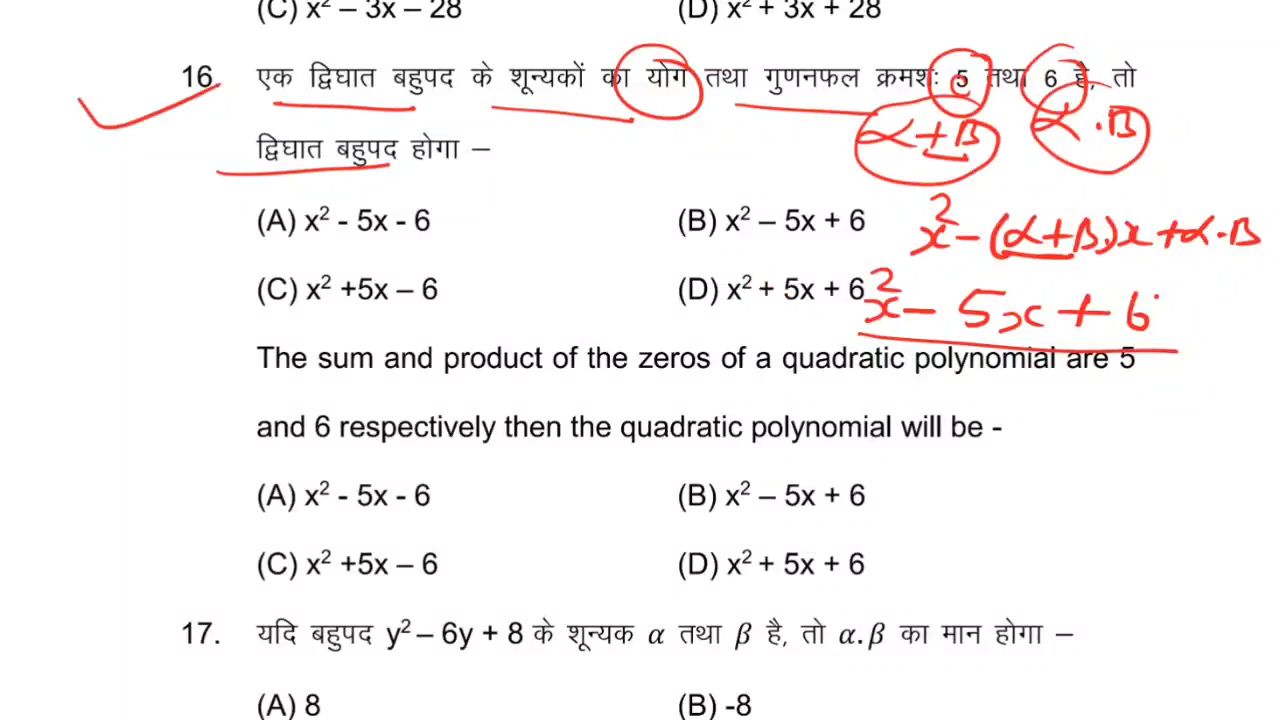 (C) x² – 3x – 28 (D) x² + 3x + 28
16. एक द्विघात बहुपद के शून्यकों का योग तथा गुणनफल क्रमशः 5 तथा 6 है, तो
α+β α.β
द्विघात बहुपद होगा –
(A) x² - 5x - 6 (B) x² – 5x + 6
x² – (α+β)x + α.β
(C) x² +5x – 6 (D) x² + 5x + 6
x² – 5x + 6
The sum and product of the zeros of a quadratic polynomial are 5
and 6 respectively then the quadratic polynomial will be -
(A) x² - 5x - 6 (B) x² – 5x + 6
(C) x² +5x – 6 (D) x² + 5x + 6
17. यदि बहुपद y² – 6y + 8 के शून्यक α तथा β है, तो α.β का मान होगा –
(A) 8 (B) -8